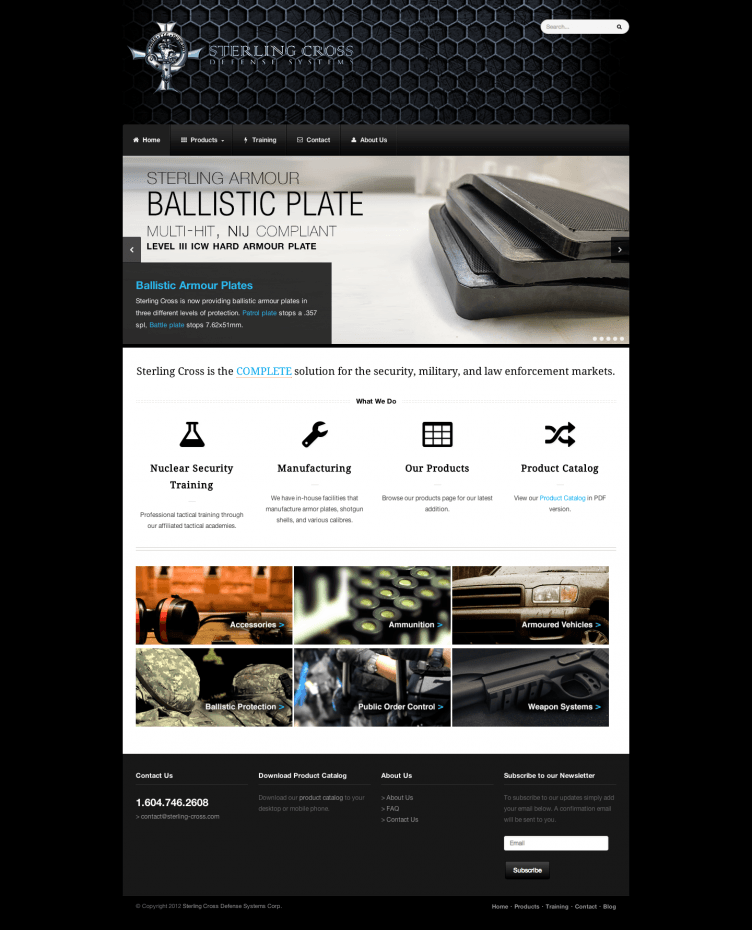 STERLING CROSS
DEFENSE SYSTEMS
Search...
Home
Products
Training
Contact
About Us
STERLING ARMOUR
BALLISTIC PLATE
MULTI-HIT, NIJ COMPLIANT
LEVEL III ICW HARD ARMOUR PLATE
Ballistic Armour Plates
Sterling Cross is now providing ballistic armour plates in
three different levels of protection. Patrol plate stops a .357
spl, Battle plate stops 7.62x51mm.
Sterling Cross is the COMPLETE solution for the security, military, and law enforcement markets.
What We Do
Nuclear Security
Training
Professional tactical training through
our affiliated tactical academies.
Manufacturing
We have in-house facilities that
manufacture armor plates, shotgun
shells, and various calibres.
Our Products
Browse our products page for our latest
addition.
Product Catalog
View our Product Catalog in PDF
version.
Accessories >
Ammunition >
Armoured Vehicles >
Ballistic Protection >
Public Order Control >
Weapon Systems >
Contact Us
1.604.746.2608
> contact@sterling-cross.com
Download Product Catalog
Download our product catalog to your
desktop or mobile phone.
About Us
> About Us
> FAQ
> Contact Us
Subscribe to our Newsletter
To subscribe to our updates simply add
your email below. A confirmation email
will be sent to you.
Email
Subscribe
© Copyright 2012 Sterling Cross Defense Systems Corp.
Home - Products - Training - Contact - Blog